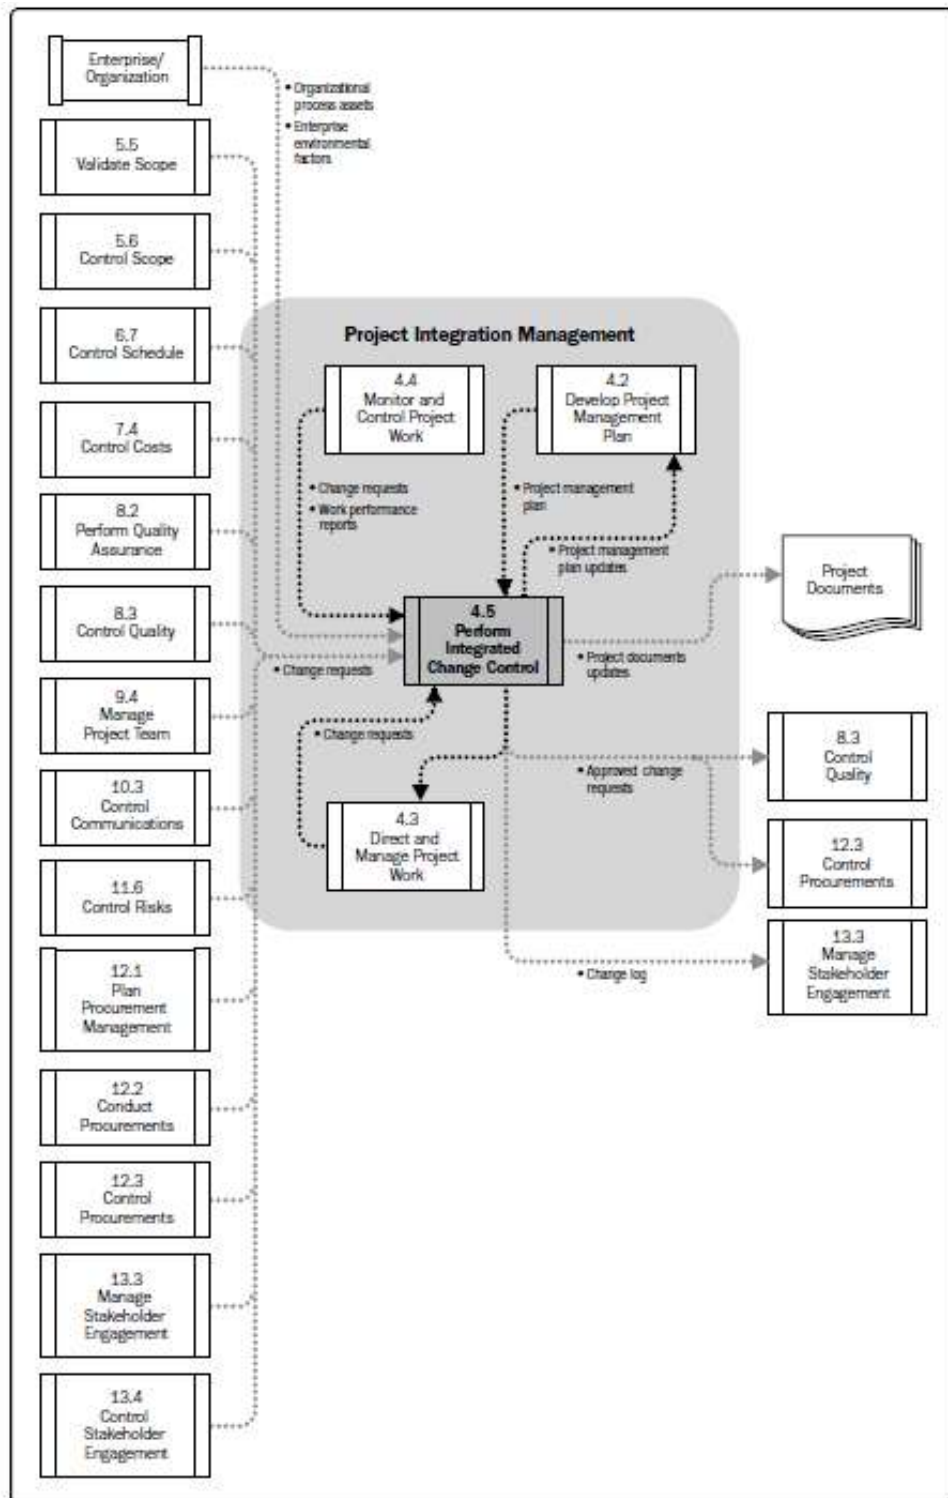 Enterprise/
Organization
• Organizational
process assets
• Enterprise
environmental
factors
5.5
Validate Scope
5.6
Control Scope
6.7
Control Schedule
7.4
Control Costs
8.2
Perform Quality
Assurance
8.3
Control Quality
9.4
Manage
Project Team
10.3
Control
Communications
11.6
Control Risks
12.1
Plan
Procurement
Management
12.2
Conduct
Procurements
12.3
Control
Procurements
13.3
Manage
Stakeholder
Engagement
13.4
Control
Stakeholder
Engagement
Project Integration Management
4.4
Monitor and
Control Project
Work
4.2
Develop Project
Management
Plan
• Change requests
• Work performance
reports
• Project management
plan
• Project management
plan updates
4.5
Perform
Integrated
Change Control
• Change requests
• Project documents
updates
• Change requests
• Approved change
requests
4.3
Direct and
Manage Project
Work
• Change log
Project
Documents
8.3
Control
Quality
12.3
Control
Procurements
13.3
Manage
Stakeholder
Engagement